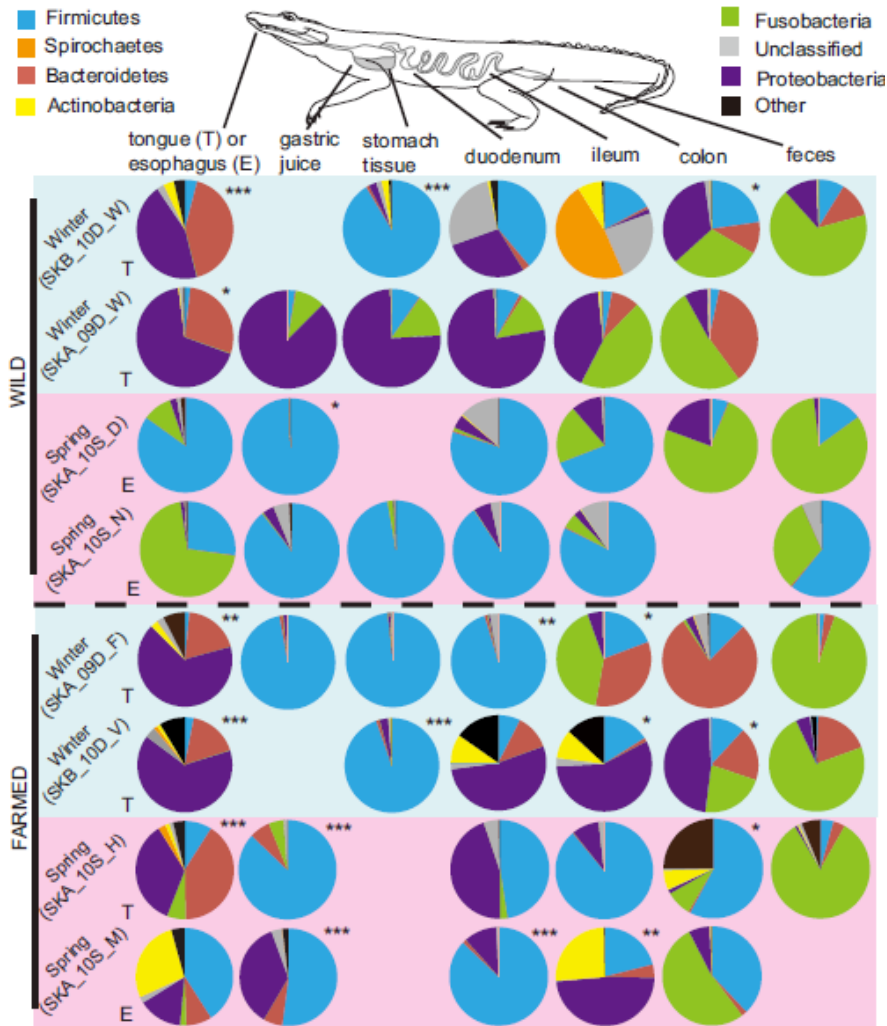 Firmicutes
Spirochaetes
Bacteroidetes
Actinobacteria
Fusobacteria
Unclassified
Proteobacteria
Other
tongue (T) or
esophagus (E)
gastric
juice
stomach
tissue
duodenum
ileum
colon
feces
WILD
Winter
(SKB_10D_W)
T
***
***
*
Winter
(SKA_09D_W)
T
*
Spring
(SKA_10S_D)
E
*
Spring
(SKA_10S_N)
E
FARMED
Winter
(SKA_09D_F)
T
**
**
*
Winter
(SKB_10D_V)
T
***
***
*
*
Spring
(SKA_10S_H)
T
***
***
*
Spring
(SKA_10S_M)
E
***
***
**